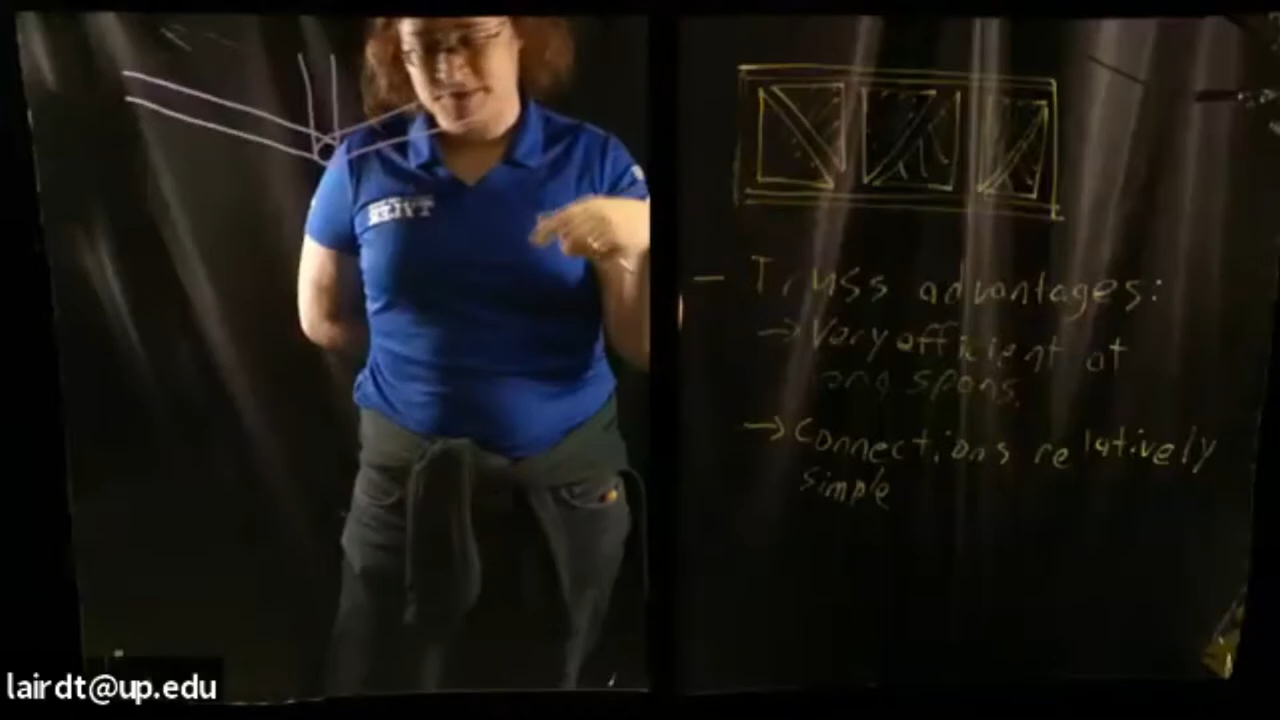 - Truss advantages:
→ Very efficient at
long spans.
→ Connections relatively
simple
lairdt@up.edu